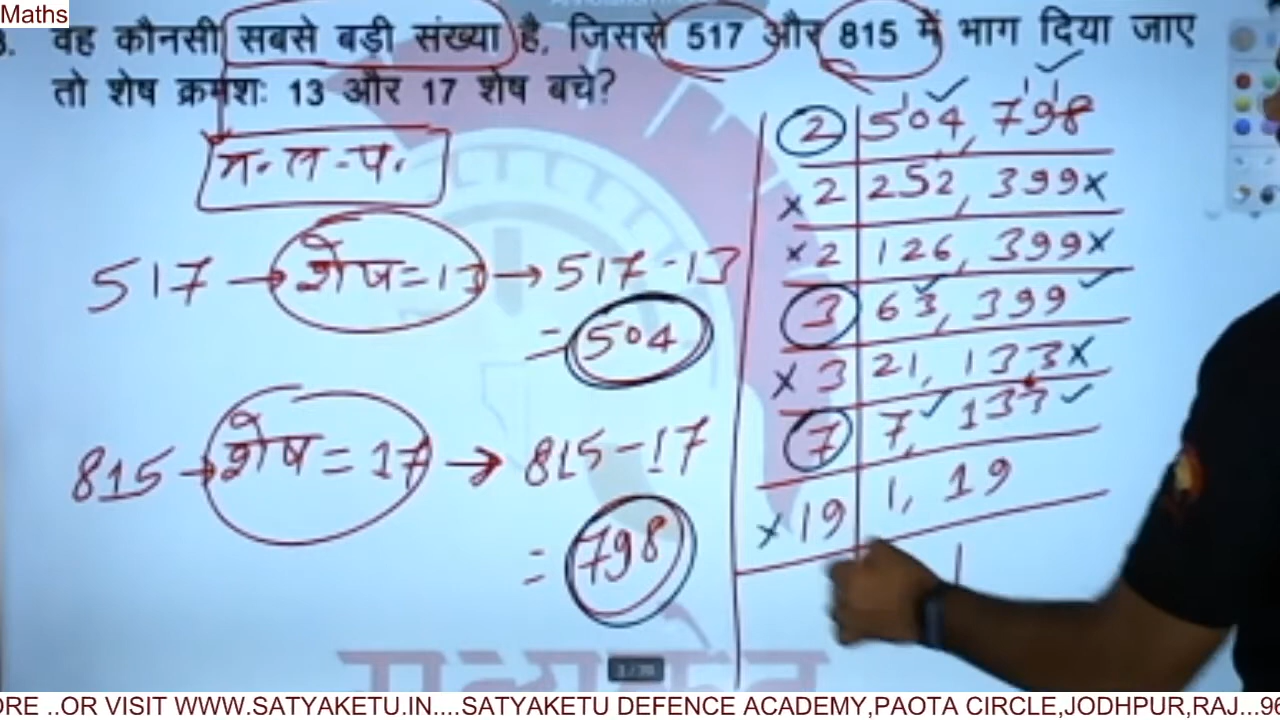 Maths
3. वह कौनसी सबसे बड़ी संख्या है, जिससे 517 और 815 में भाग दिया जाए
तो शेष क्रमशः 13 और 17 शेष बचे?
म.स.प.
517 → शेष = 13 → 517 - 13
= 504
815 → शेष = 17 → 815 - 17
= 798
2 504, 798
× 2 252, 399 ×
× 2 126, 399 ×
3 63, 399
× 3 21, 133 ×
7 7, 133
× 19 1, 19
1
ORE ..OR VISIT WWW.SATYAKETU.IN....SATYAKETU DEFENCE ACADEMY,PAOTA CIRCLE,JODHPUR,RAJ...96